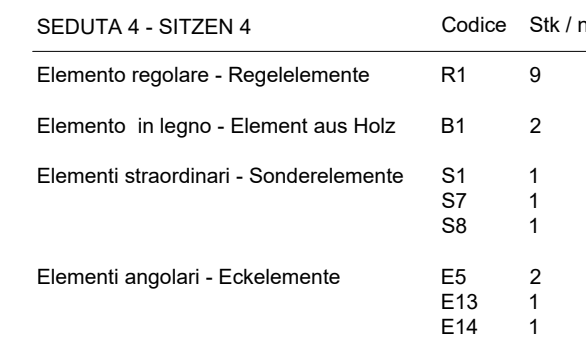 SEDUTA 4 - SITZEN 4 Codice Stk / n
Elemento regolare - Regelelemente R1 9
Elemento in legno - Element aus Holz B1 2
Elementi straordinari - Sonderelemente S1 1
S7 1
S8 1
Elementi angolari - Eckelemente E5 2
E13 1
E14 1